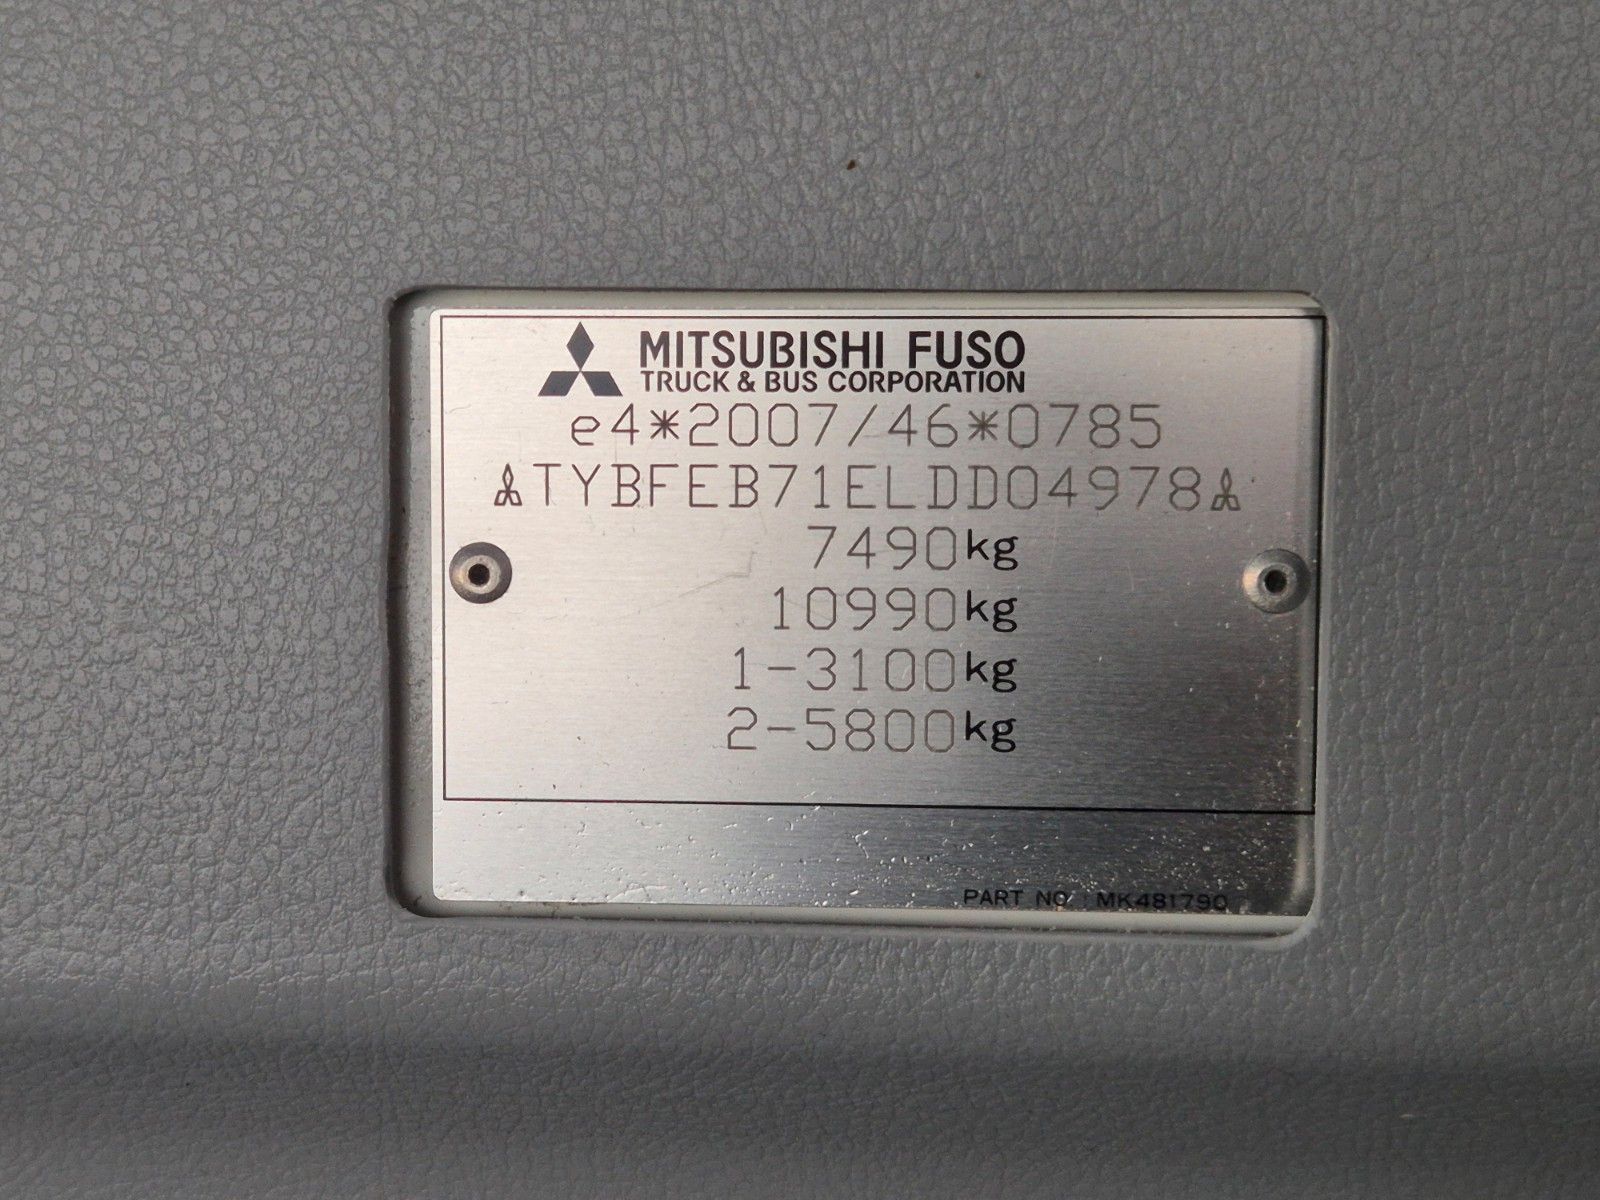 MITSUBISHI FUSO
TRUCK & BUS CORPORATION
e4*2007/46*0785
TYBFEB71ELDD04978
7490kg
10990kg
1-3100kg
2-5800kg
PART NO : MK481790